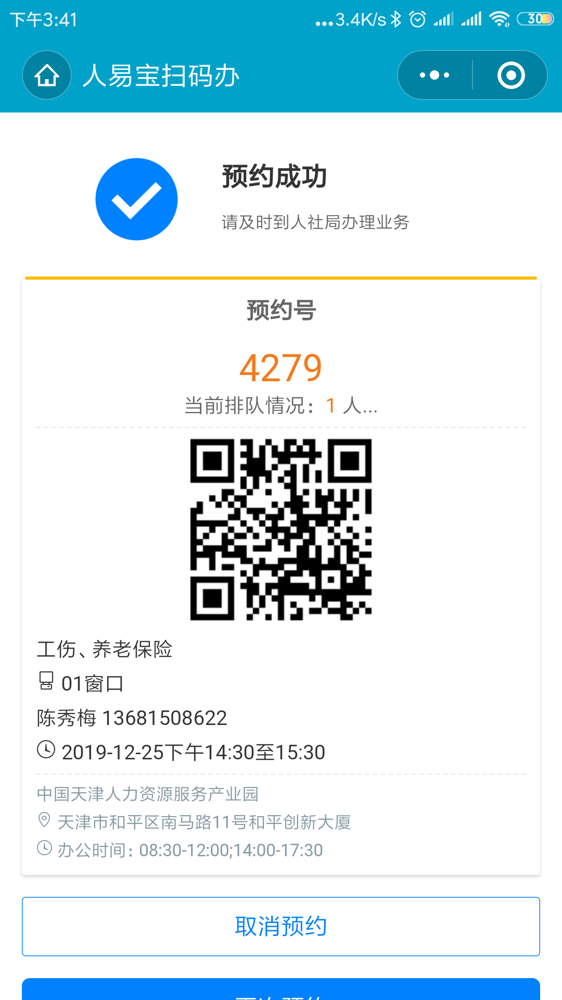 下午3:41
...3.4K/s
30
人易宝扫码办
预约成功
请及时到人社局办理业务
预约号
4279
当前排队情况：1 人...
工伤、养老保险
01窗口
陈秀梅 13681508622
2019-12-25下午14:30至15:30
中国天津人力资源服务产业园
天津市和平区南马路11号和平创新大厦
办公时间：08:30-12:00;14:00-17:30
取消预约